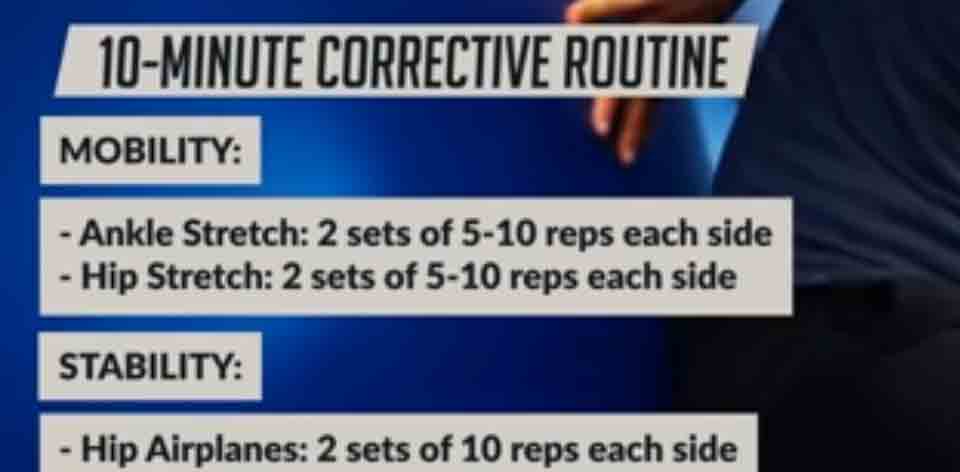 10-MINUTE CORRECTIVE ROUTINE
MOBILITY:
- Ankle Stretch: 2 sets of 5-10 reps each side
- Hip Stretch: 2 sets of 5-10 reps each side
STABILITY:
- Hip Airplanes: 2 sets of 10 reps each side